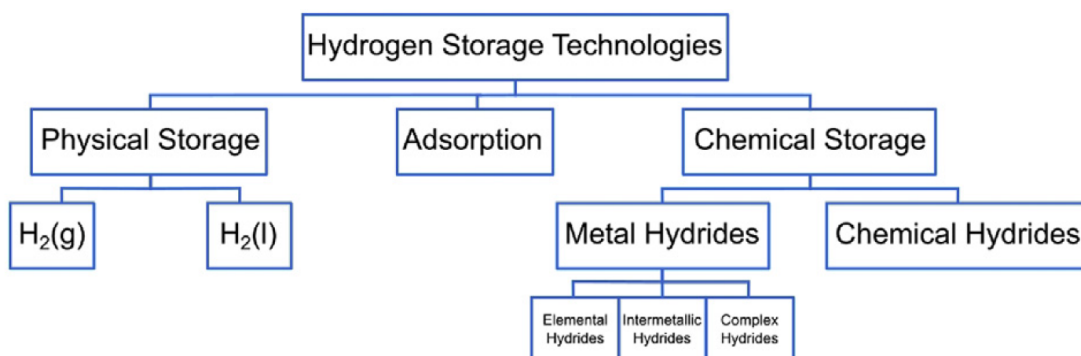 Hydrogen Storage Technologies
Physical Storage
Adsorption
Chemical Storage
H₂(g)
H₂(l)
Metal Hydrides
Chemical Hydrides
Elemental
Hydrides
Intermetallic
Hydrides
Complex
Hydrides